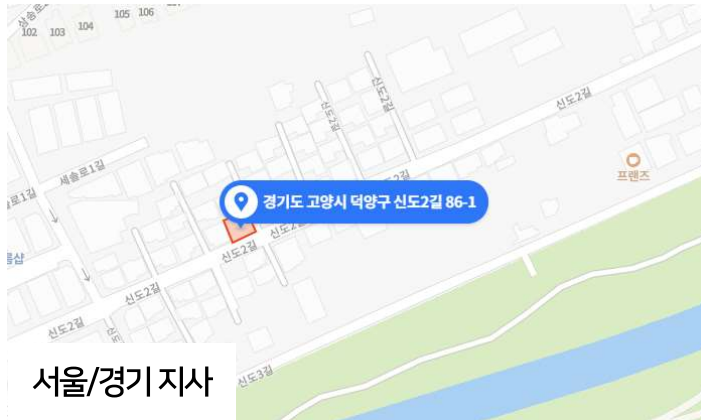 105 106
102 103 104
신도2길
신도2길
신도2길
세솔로1길
프랜즈
경기도 고양시 덕양구 신도2길 86-1
신도2길
신도2길
신도2길
신도3길
서울/경기 지사